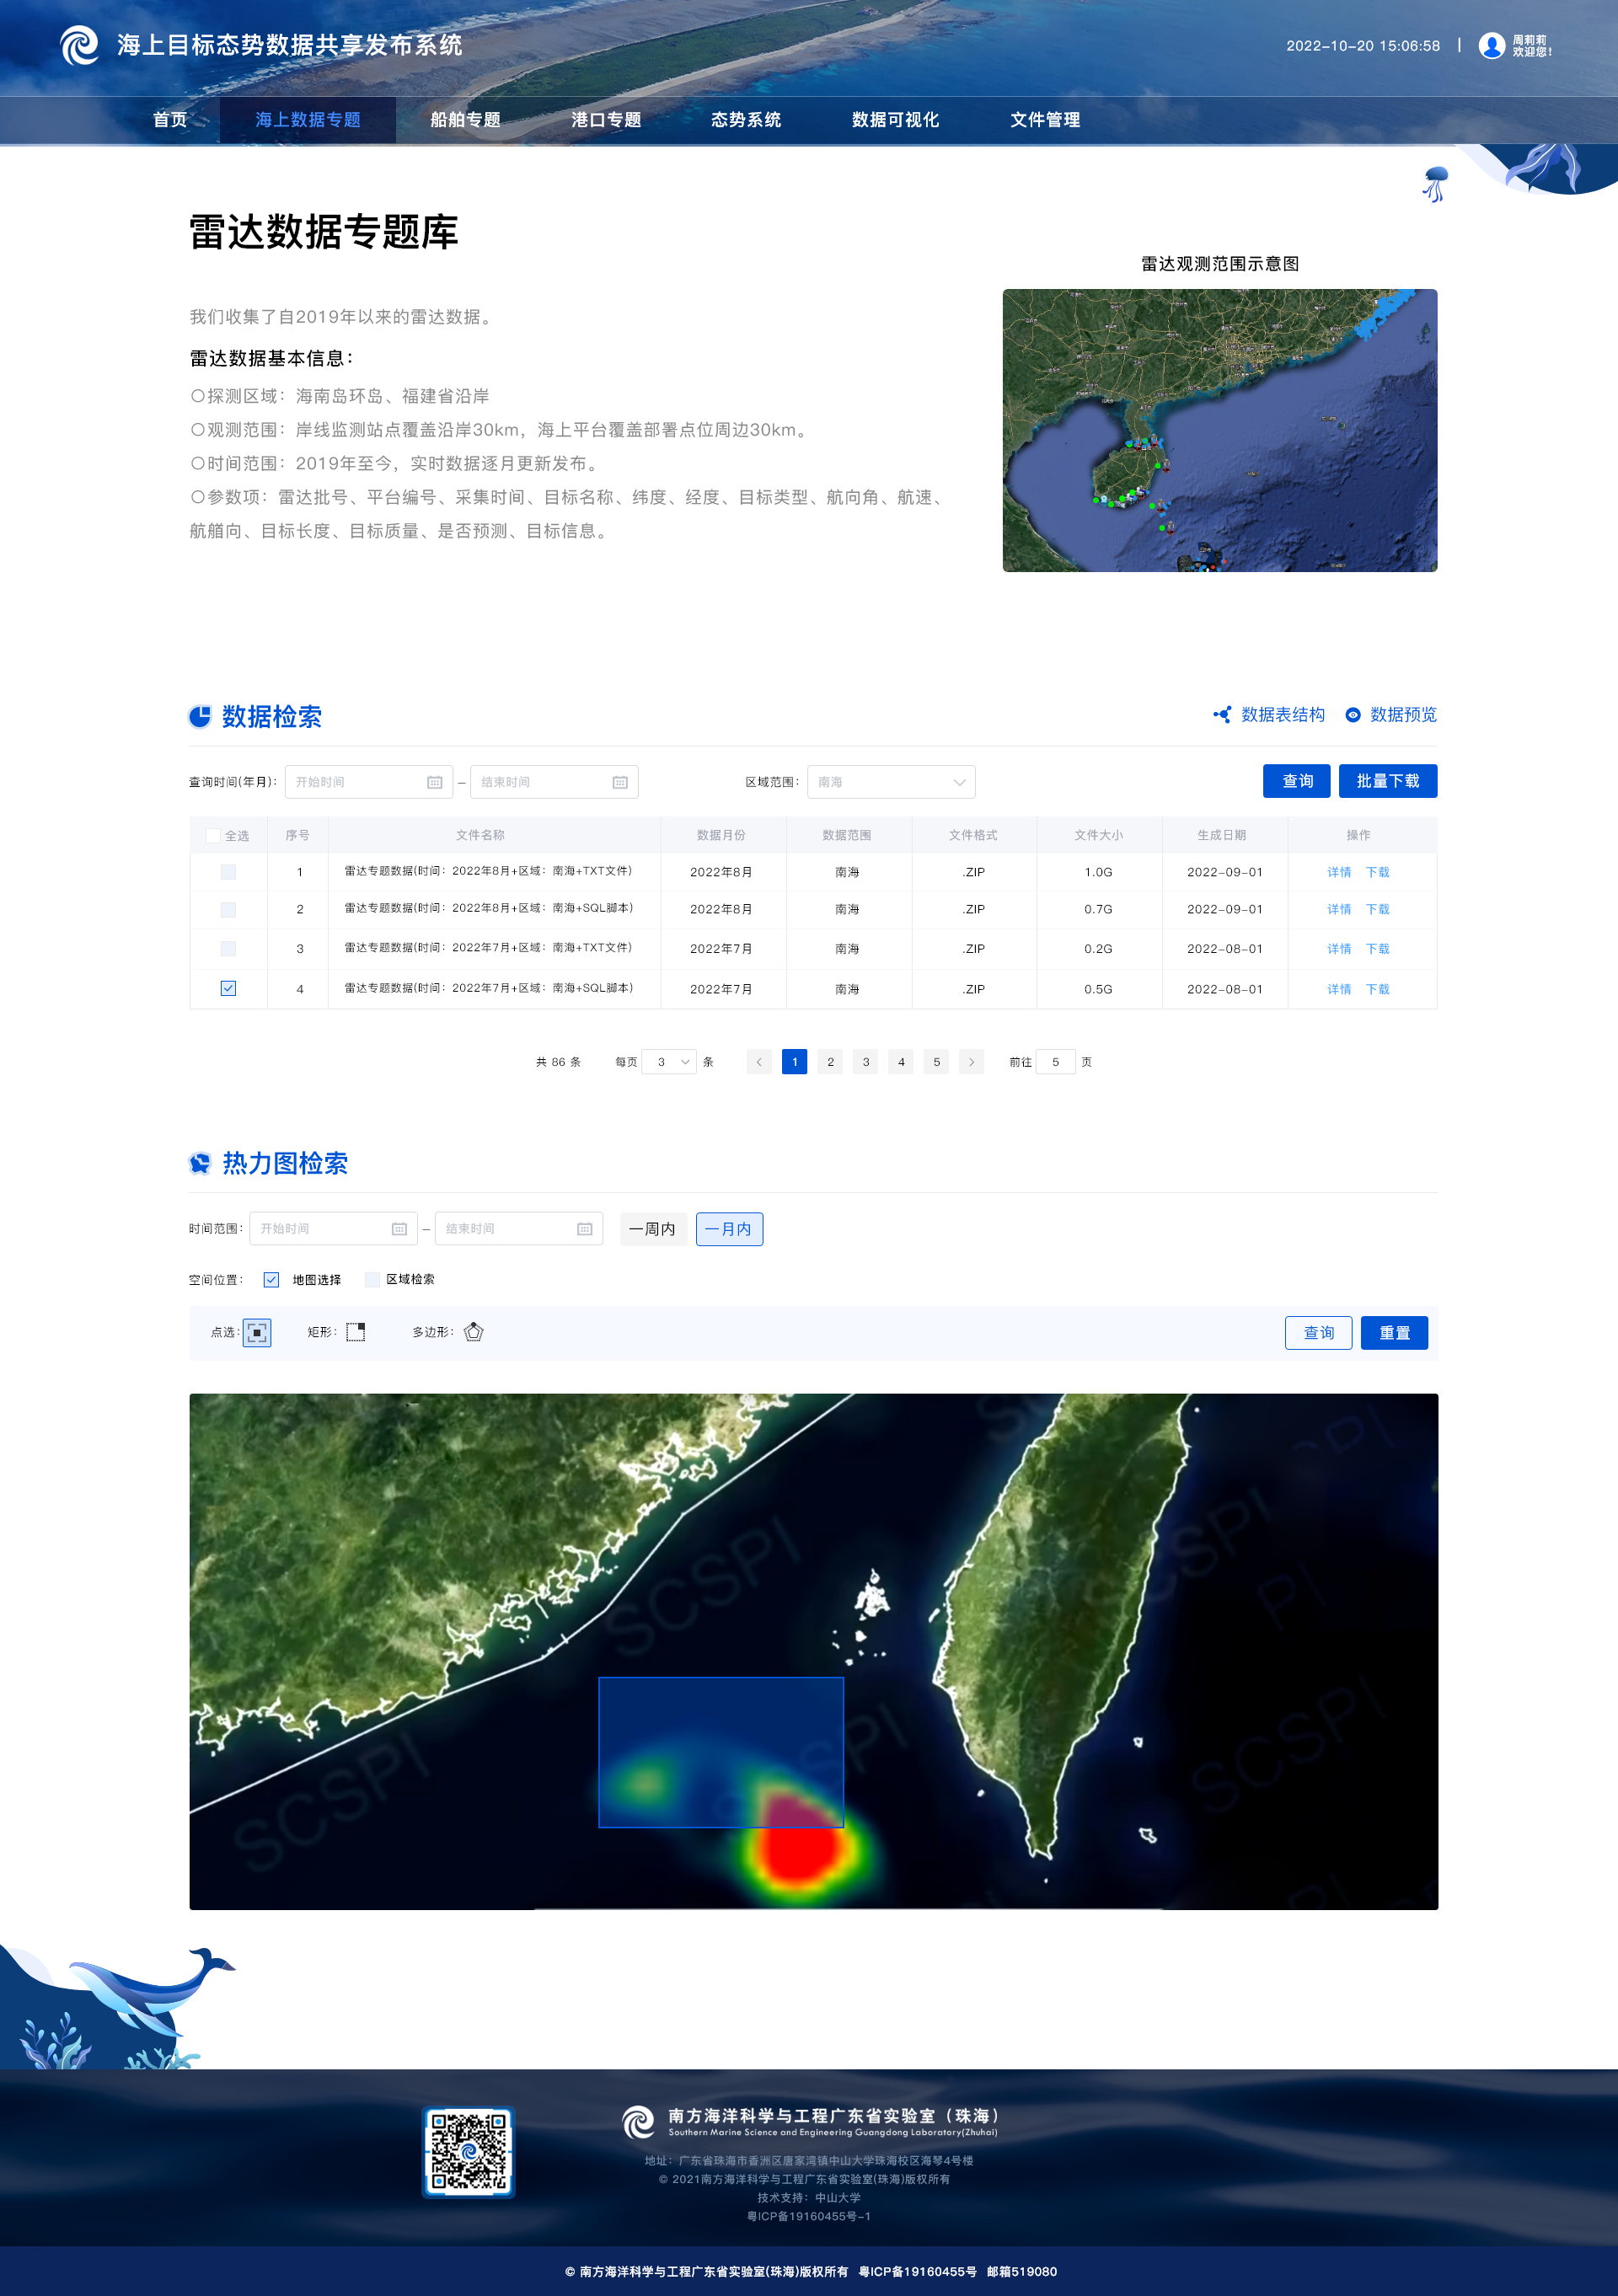 海上目标态势数据共享发布系统
2022-10-20 15:06:58
周莉莉
欢迎您！
首页 海上数据专题 船舶专题 港口专题 态势系统 数据可视化 文件管理
雷达数据专题库
雷达观测范围示意图
我们收集了自2019年以来的雷达数据。
雷达数据基本信息：
○探测区域：海南岛环岛、福建省沿岸
○观测范围：岸线监测站点覆盖沿岸30km，海上平台覆盖部署点位周边30km。
○时间范围：2019年至今，实时数据逐月更新发布。
○参数项：雷达批号、平台编号、采集时间、目标名称、纬度、经度、目标类型、航向角、航速、
航艏向、目标长度、目标质量、是否预测、目标信息。
数据检索 数据表结构 数据预览
查询时间(年月)： 开始时间 — 结束时间 区域范围： 南海 查询 批量下载
全选 序号 文件名称 数据月份 数据范围 文件格式 文件大小 生成日期 操作
1 雷达专题数据(时间：2022年8月+区域：南海+TXT文件) 2022年8月 南海 .ZIP 1.0G 2022-09-01 详情 下载
2 雷达专题数据(时间：2022年8月+区域：南海+SQL脚本) 2022年8月 南海 .ZIP 0.7G 2022-09-01 详情 下载
3 雷达专题数据(时间：2022年7月+区域：南海+TXT文件) 2022年7月 南海 .ZIP 0.2G 2022-08-01 详情 下载
4 雷达专题数据(时间：2022年7月+区域：南海+SQL脚本) 2022年7月 南海 .ZIP 0.5G 2022-08-01 详情 下载
共 86 条 每页 3 条 1 2 3 4 5 前往 5 页
热力图检索
时间范围： 开始时间 — 结束时间 一周内 一月内
空间位置： 地图选择 区域检索
点选： 矩形： 多边形： 查询 重置
SCSPI
SCSPI
SCSPI
PI
SCSPI
SCSPI
SCSPI
南方海洋科学与工程广东省实验室（珠海）
Southern Marine Science and Engineering Guangdong Laboratory(Zhuhai)
地址：广东省珠海市香洲区唐家湾镇中山大学珠海校区海琴4号楼
© 2021南方海洋科学与工程广东省实验室(珠海)版权所有
技术支持：中山大学
粤ICP备19160455号-1
© 南方海洋科学与工程广东省实验室(珠海)版权所有 粤ICP备19160455号 邮箱519080